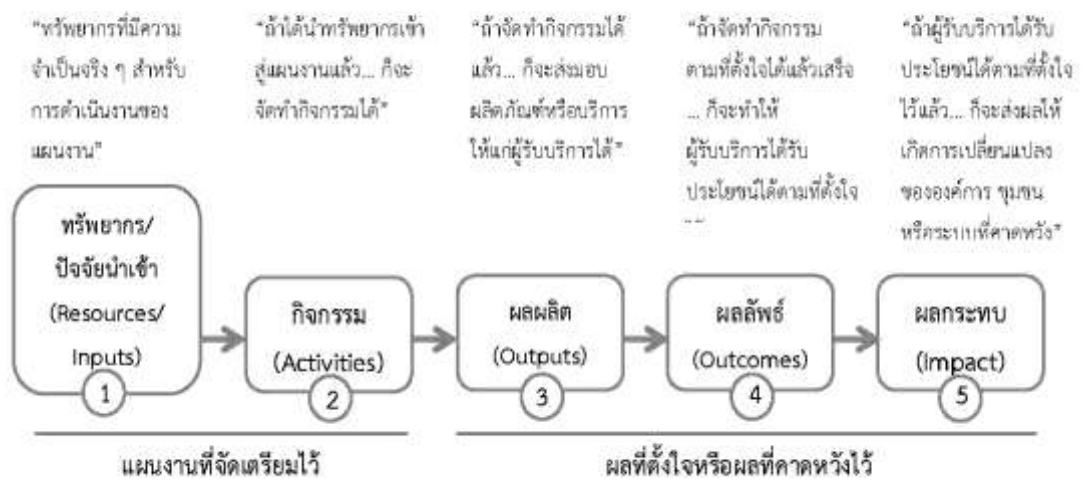 “ทรัพยากรที่มีความ
จำเป็นจริง ๆ สำหรับ
การดำเนินงานของ
แผนงาน”
“ถ้าได้นำทรัพยากรเข้า
สู่แผนงานแล้ว... ก็จะ
จัดทำกิจกรรมได้”
“ถ้าจัดทำกิจกรรมได้
แล้ว... ก็จะส่งมอบ
ผลิตภัณฑ์หรือบริการ
ให้แก่ผู้รับบริการได้”
“ถ้าจัดทำกิจกรรม
ตามที่ตั้งใจได้แล้วเสร็จ
... ก็จะทำให้
ผู้รับบริการได้รับ
ประโยชน์ได้ตามที่ตั้งใจ
“ถ้าผู้รับบริการได้รับ
ประโยชน์ได้ตามที่ตั้งใจ
ไว้แล้ว... ก็จะส่งผลให้
เกิดการเปลี่ยนแปลง
ขององค์การ ชุมชน
หรือระบบที่คาดหวัง”
ทรัพยากร/
ปัจจัยนำเข้า
(Resources/
Inputs)
1
กิจกรรม
(Activities)
2
ผลผลิต
(Outputs)
3
ผลลัพธ์
(Outcomes)
4
ผลกระทบ
(Impact)
5
แผนงานที่จัดเตรียมไว้
ผลที่ตั้งใจหรือผลที่คาดหวังไว้